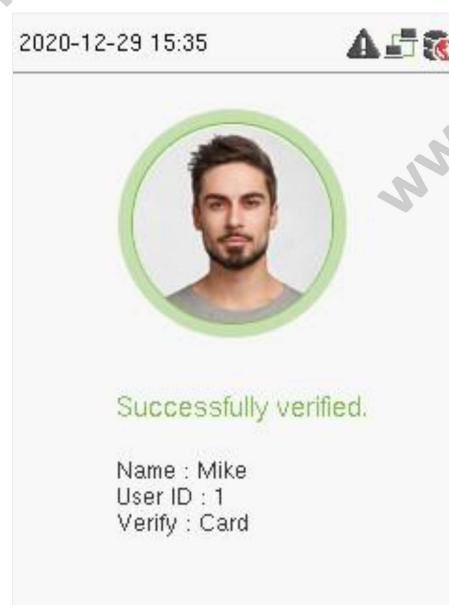 2020-12-29 15:35
Successfully verified.
Name : Mike
User ID : 1
Verify : Card